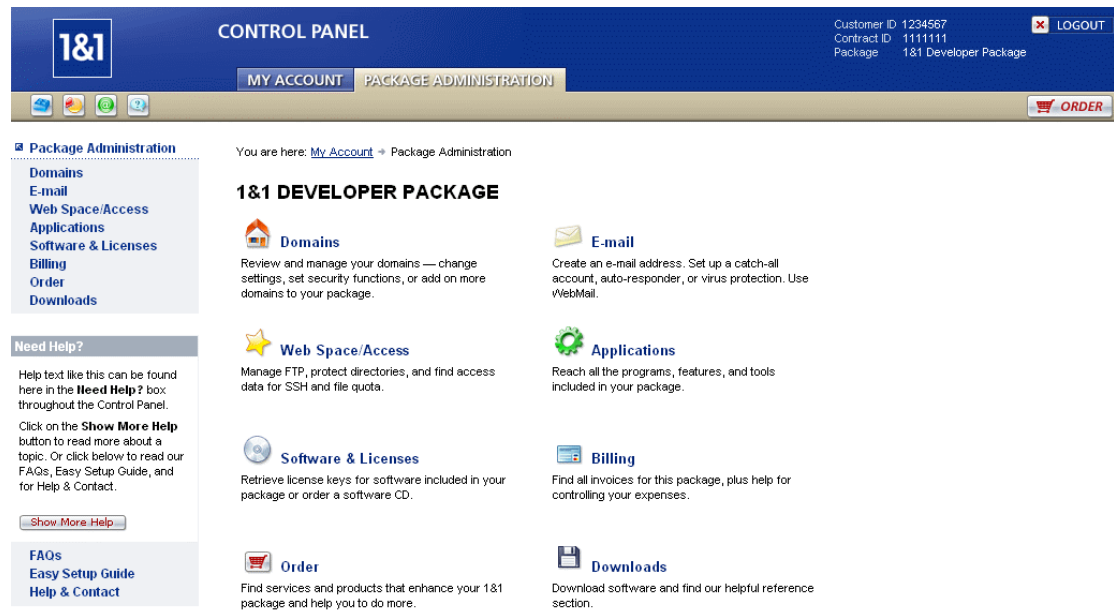 1&1
CONTROL PANEL
Customer ID 1234567
Contract ID 1111111
Package 1&1 Developer Package
LOGOUT
MY ACCOUNT
PACKAGE ADMINISTRATION
ORDER
Package Administration
Domains
E-mail
Web Space/Access
Applications
Software & Licenses
Billing
Order
Downloads
Need Help?
Help text like this can be found
here in the Need Help? box
throughout the Control Panel.
Click on the Show More Help
button to read more about a
topic. Or click below to read our
FAQs, Easy Setup Guide, and
for Help & Contact.
Show More Help
FAQs
Easy Setup Guide
Help & Contact
You are here: My Account Package Administration
1&1 DEVELOPER PACKAGE
Domains
Review and manage your domains — change
settings, set security functions, or add on more
domains to your package.
E-mail
Create an e-mail address. Set up a catch-all
account, auto-responder, or virus protection. Use
WebMail.
Web Space/Access
Manage FTP, protect directories, and find access
data for SSH and file quota.
Applications
Reach all the programs, features, and tools
included in your package.
Software & Licenses
Retrieve license keys for software included in your
package or order a software CD.
Billing
Find all invoices for this package, plus help for
controlling your expenses.
Order
Find services and products that enhance your 1&1
package and help you to do more.
Downloads
Download software and find our helpful reference
section.